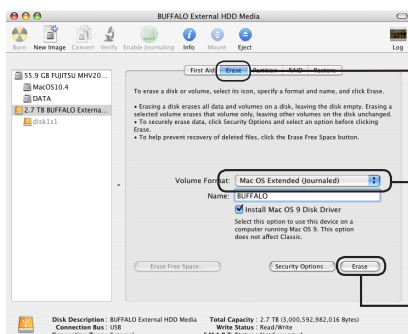 BUFFALO External HDD Media
Burn New Image Convert Verify Enable Journaling Info Mount Eject Log
55.9 GB FUJITSU MHV20...
MacOS10.4
DATA
2.7 TB BUFFALO Externa...
disk1s1
First Aid Erase Partition RAID Restore
To erase a disk or volume, select its icon, specify a format and name, and click Erase.
• Erasing a disk erases all data and volumes on a disk, leaving the disk empty. Erasing a
selected volume erases that volume only, leaving other volumes on the disk unchanged.
• To securely erase data, click Security Options and select an option before clicking
Erase.
• To help prevent recovery of deleted files, click the Erase Free Space button.
Volume Format: Mac OS Extended (Journaled)
Name: BUFFALO
Install Mac OS 9 Disk Driver
Select this option to use this device on a
computer running Mac OS 9. This option
does not affect Classic.
Erase Free Space... Security Options... Erase
Disk Description : BUFFALO External HDD Media Total Capacity : 2.7 TB (3,000,592,982,016 Bytes)
Connection Bus : USB Write Status : Read/Write